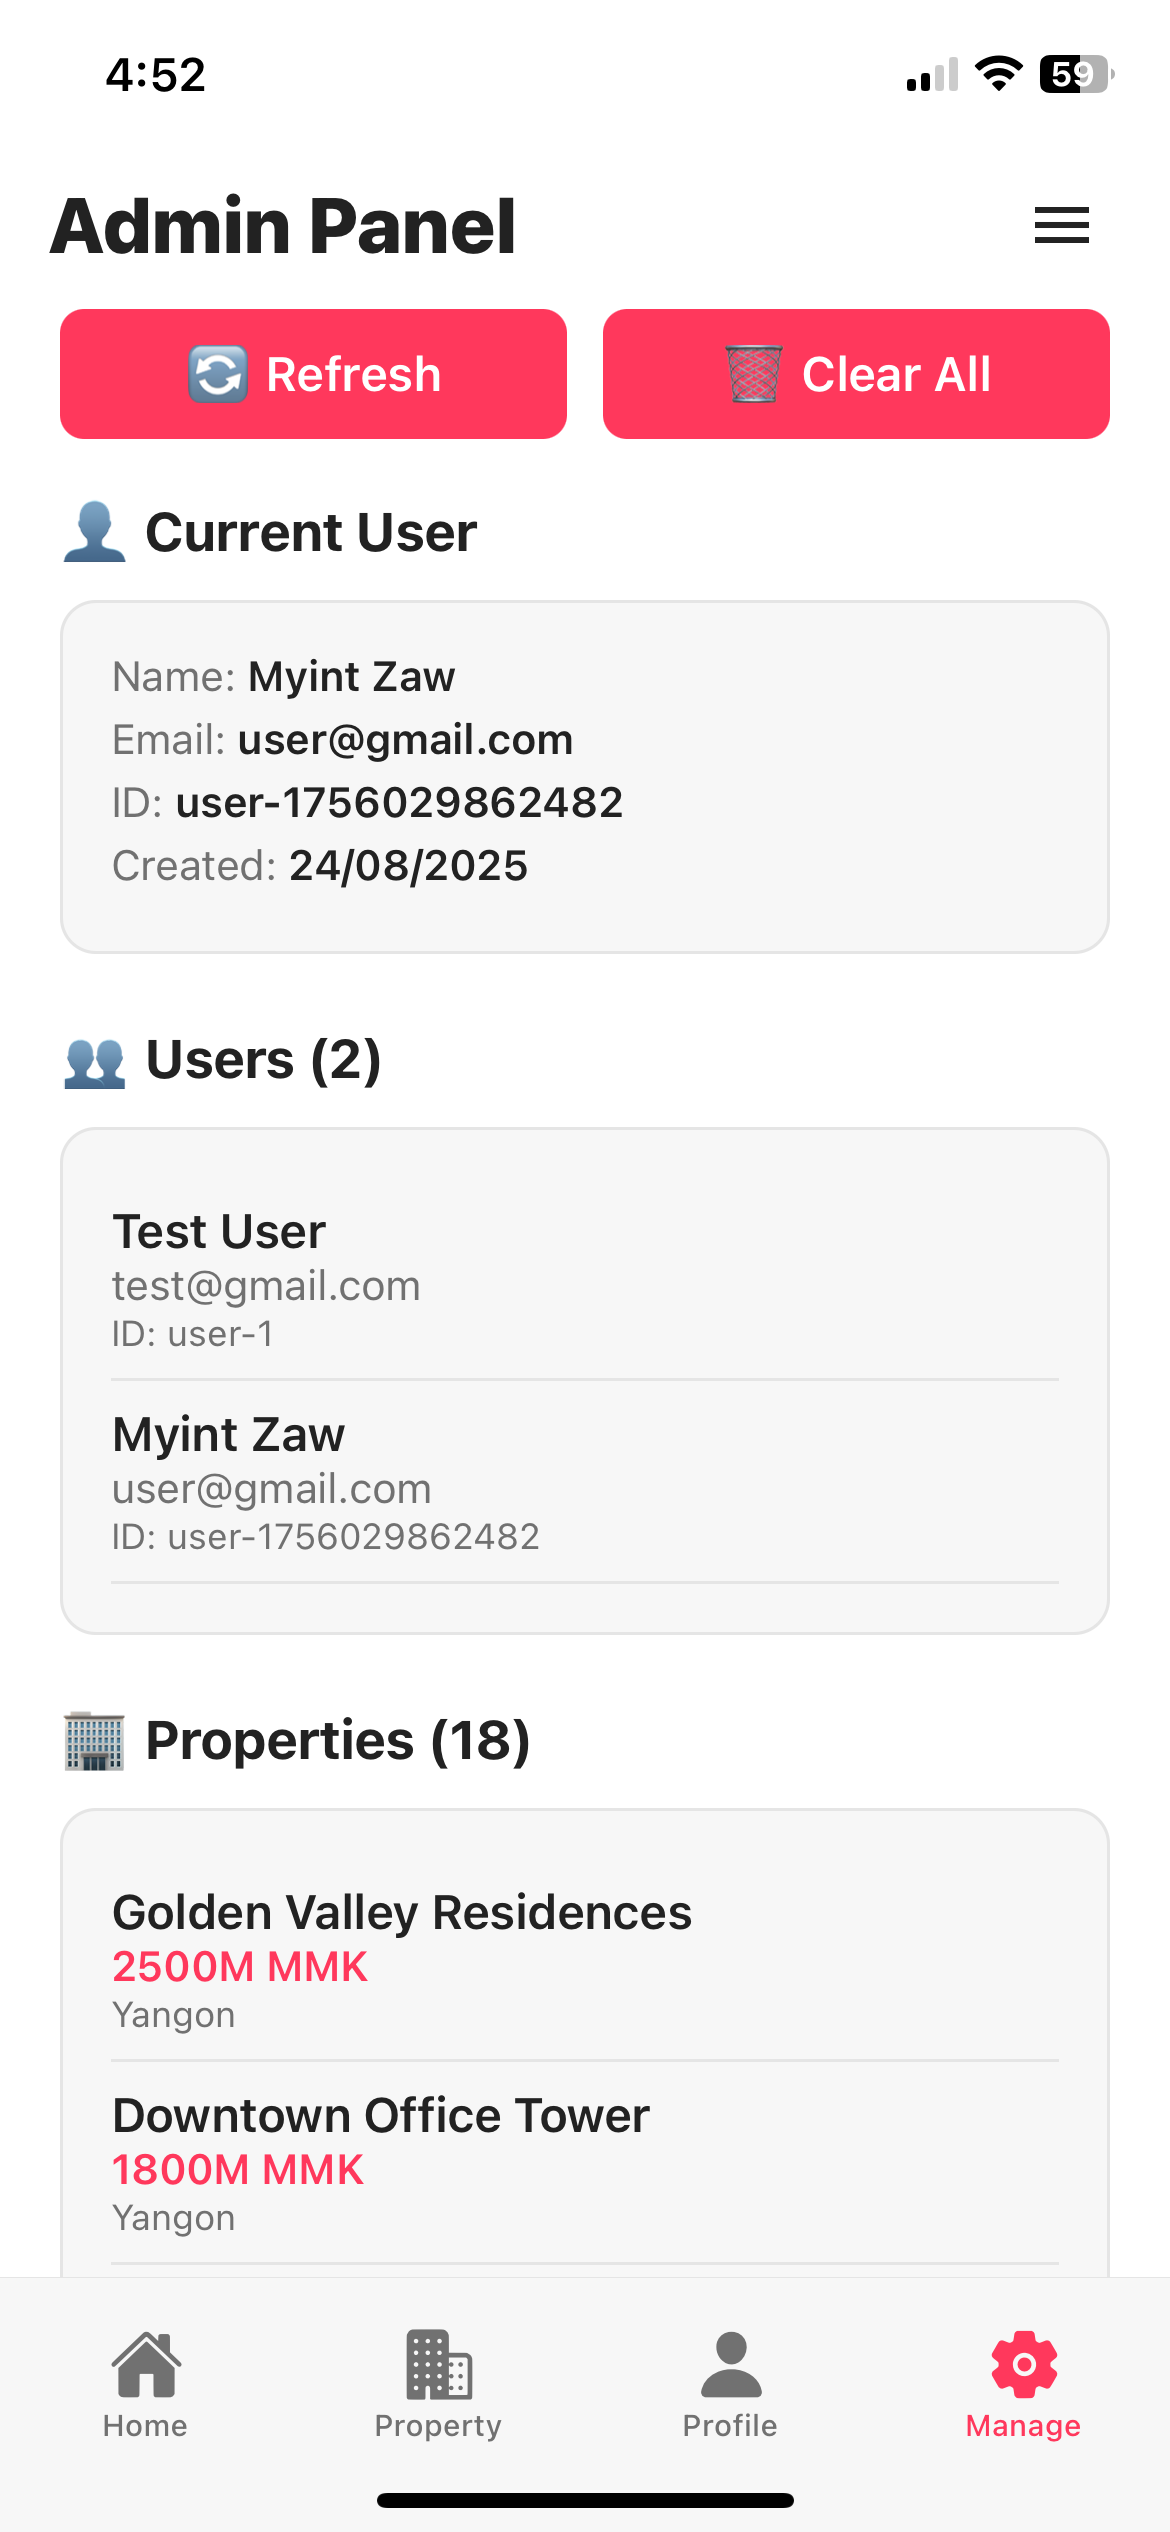 4:52
59
Admin Panel
Refresh
Clear All
Current User
Name: Myint Zaw
Email: user@gmail.com
ID: user-1756029862482
Created: 24/08/2025
Users (2)
Test User
test@gmail.com
ID: user-1
Myint Zaw
user@gmail.com
ID: user-1756029862482
Properties (18)
Golden Valley Residences
2500M MMK
Yangon
Downtown Office Tower
1800M MMK
Yangon
Home
Property
Profile
Manage